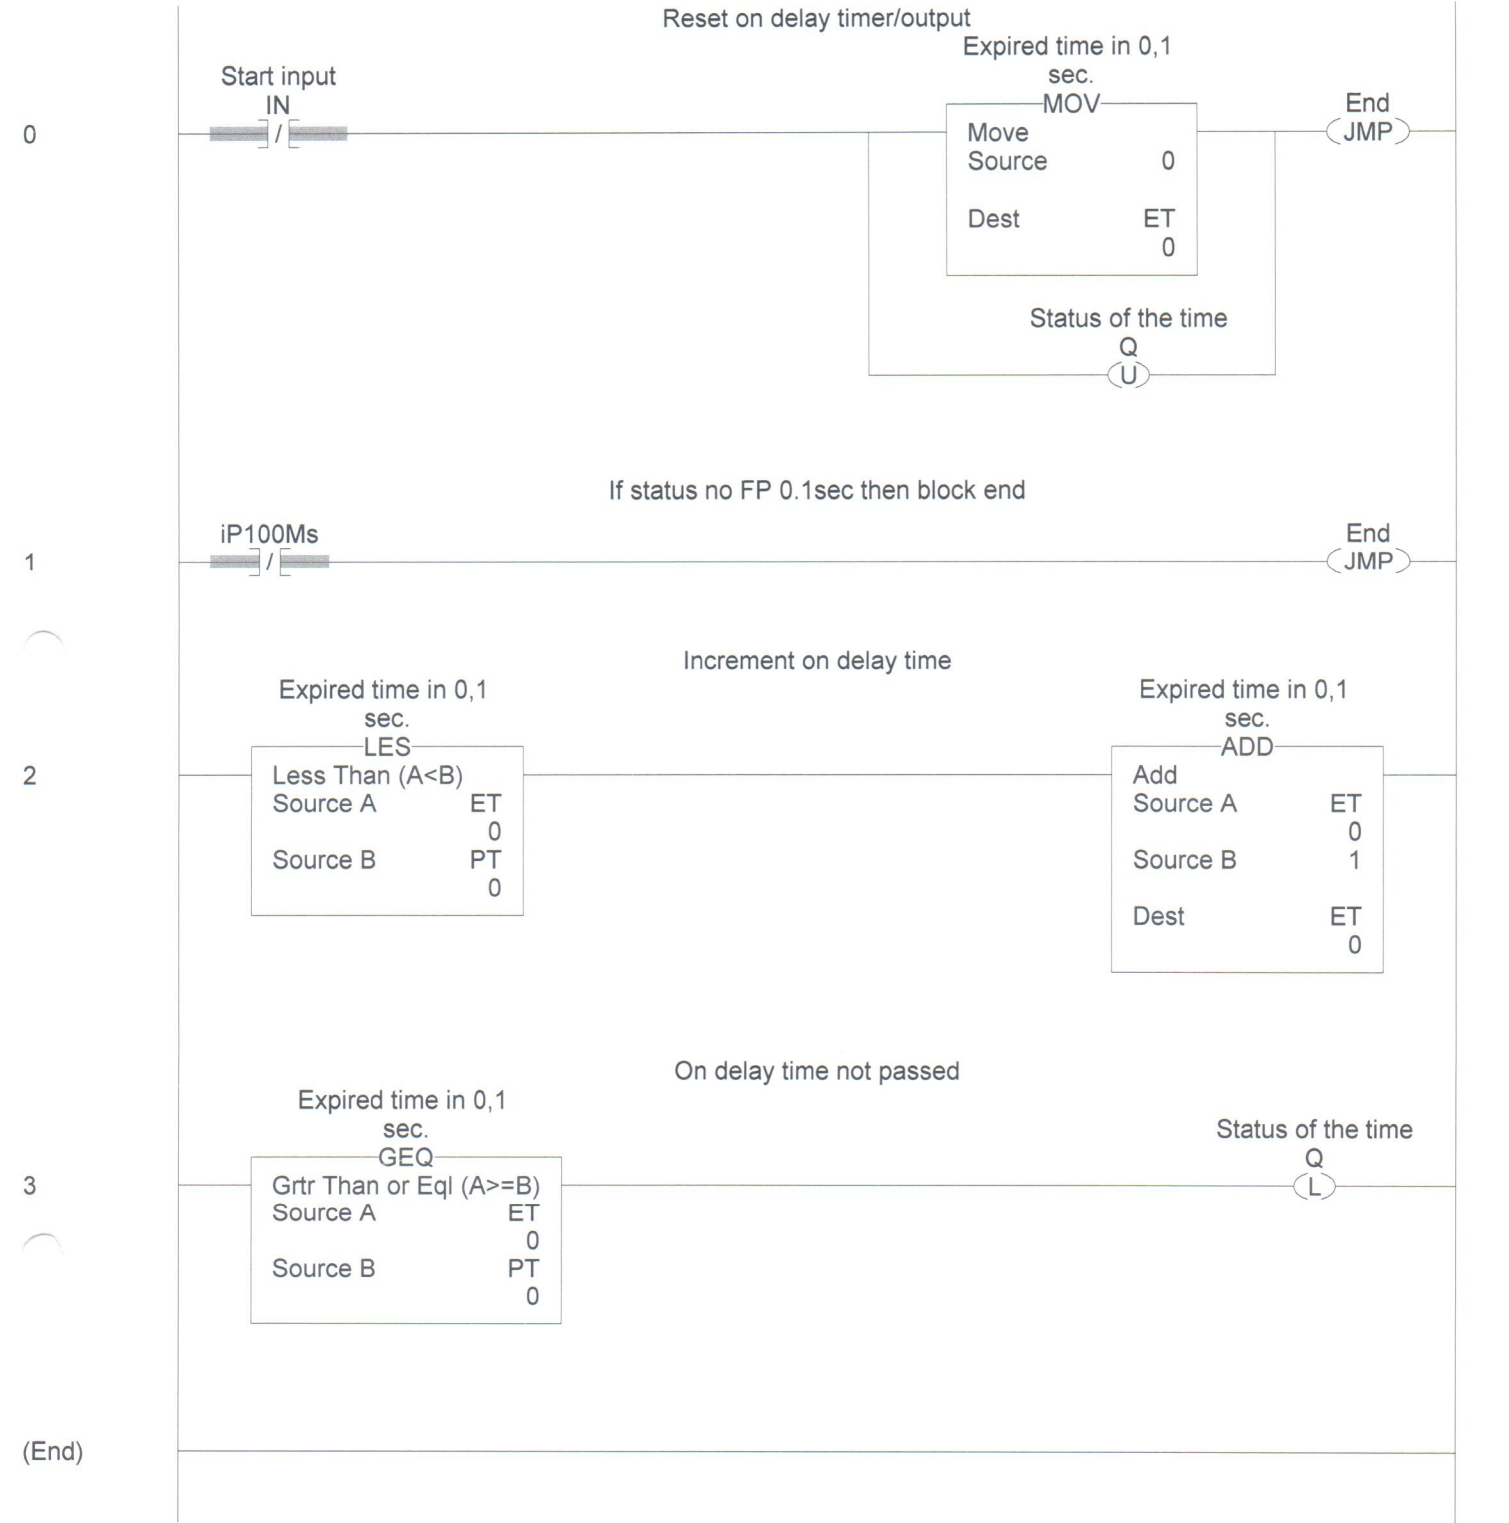 Reset on delay timer/output
Expired time in 0,1
sec.
Start input
IN
MOV
End
0
/
Move
JMP
Source 0
Dest ET
0
Status of the time
Q
U
If status no FP 0.1sec then block end
iP100Ms
End
1
/
JMP
Increment on delay time
Expired time in 0,1
sec.
LES
Expired time in 0,1
sec.
ADD
2
Less Than (A<B)
Source A ET
0
Source B PT
0
Add
Source A ET
0
Source B 1
Dest ET
0
On delay time not passed
Expired time in 0,1
sec.
GEQ
Status of the time
Q
3
Grtr Than or Eql (A>=B)
L
Source A ET
0
Source B PT
0
(End)